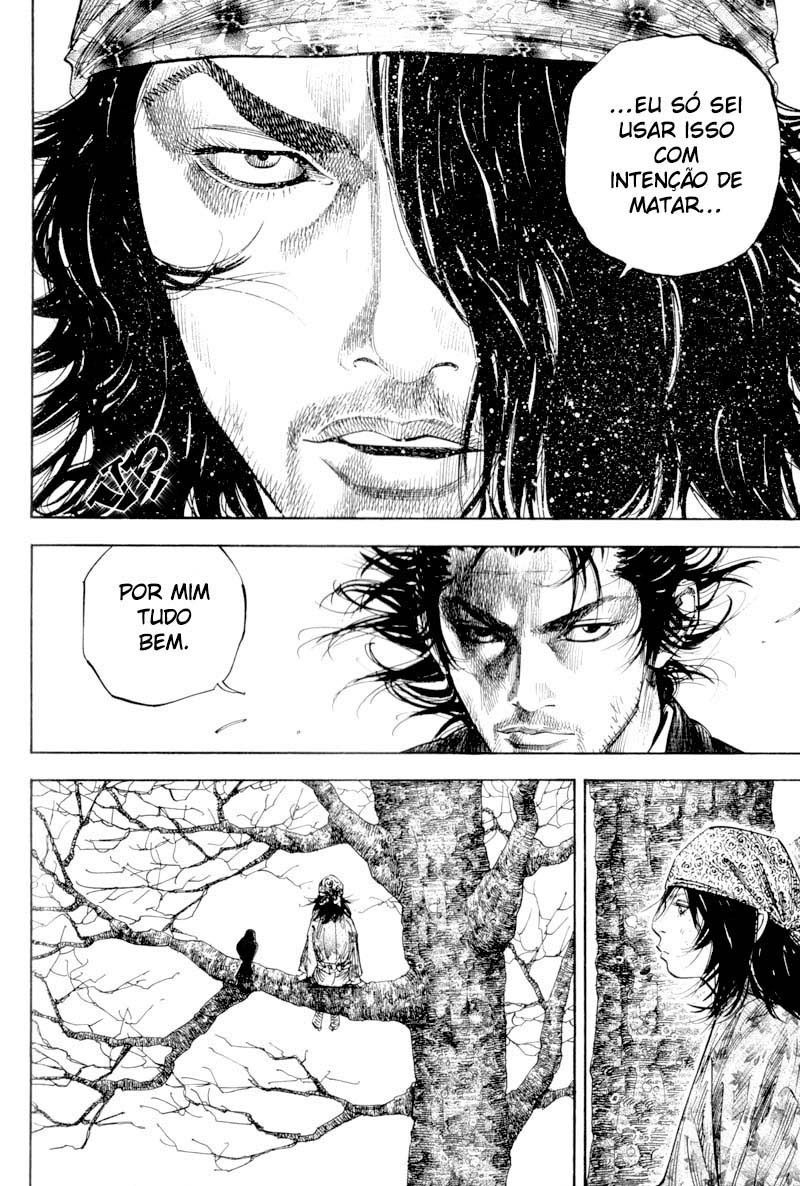 ...EU SÓ SEI
USAR ISSO
COM
INTENÇÃO DE
MATAR...
POR MIM
TUDO
BEM.